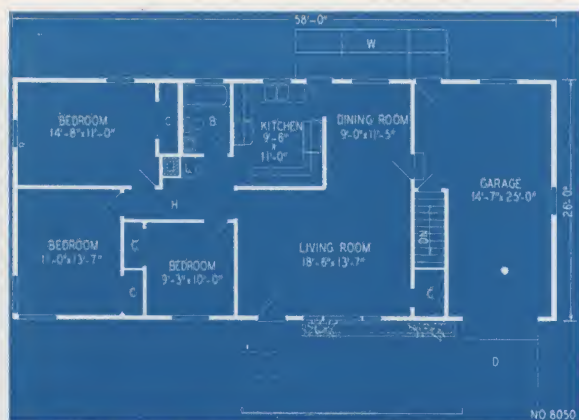 58'-0"
W
BEDROOM
14'-8"x11'-0"
C
B
KITCHEN
9'-6"
x
11'-0"
DINING ROOM
9'-0"x11'-5"
L
GARAGE
14'-7"x25'-0"
26'-0"
H
BEDROOM
11'-0"x13'-7"
C
C
BEDROOM
9'-3"x10'-0"
LIVING ROOM
18'-6"x13'-7"
DN
C
D
NO 8050